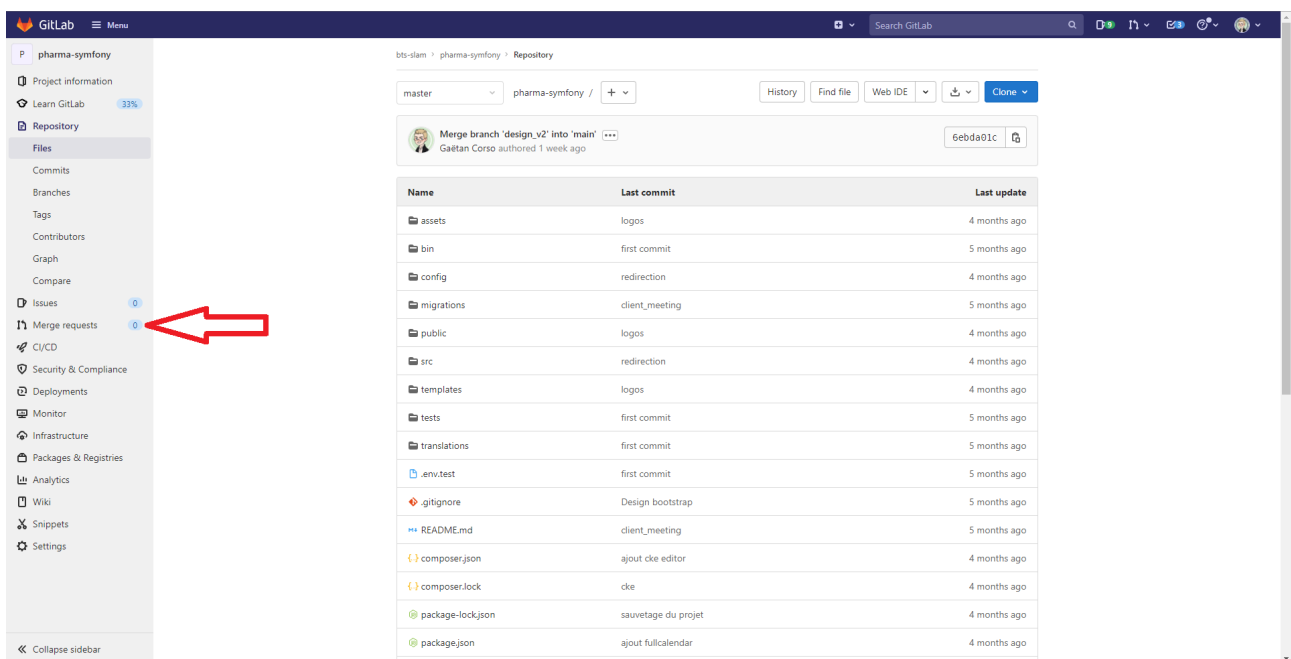 GitLab Menu Search GitLab 9 3
P pharma-symfony
Project information
Learn GitLab 33%
Repository
Files
Commits
Branches
Tags
Contributors
Graph
Compare
Issues 0
Merge requests 0
CI/CD
Security & Compliance
Deployments
Monitor
Infrastructure
Packages & Registries
Analytics
Wiki
Snippets
Settings
Collapse sidebar
bts-slam > pharma-symfony > Repository
master pharma-symfony / + History Find file Web IDE Clone
Merge branch 'design_v2' into 'main' ...
Gaëtan Corso authored 1 week ago
6ebda01c
Name Last commit Last update
assets logos 4 months ago
bin first commit 5 months ago
config redirection 4 months ago
migrations client_meeting 5 months ago
public logos 4 months ago
src redirection 4 months ago
templates logos 4 months ago
tests first commit 5 months ago
translations first commit 5 months ago
.env.test first commit 5 months ago
.gitignore Design bootstrap 5 months ago
M↓ README.md client_meeting 5 months ago
{.} composer.json ajout cke editor 4 months ago
{.} composer.lock cke 4 months ago
package-lock.json sauvetage du projet 4 months ago
package.json ajout fullcalendar 4 months ago